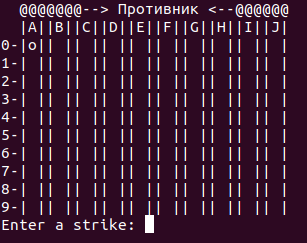 @@@@@@@--> Противник <--@@@@@@
|A||B||C||D||E||F||G||H||I||J|
0-|o|| || || || || || || || || |
1-| || || || || || || || || || |
2-| || || || || || || || || || |
3-| || || || || || || || || || |
4-| || || || || || || || || || |
5-| || || || || || || || || || |
6-| || || || || || || || || || |
7-| || || || || || || || || || |
8-| || || || || || || || || || |
9-| || || || || || || || || || |
Enter a strike: